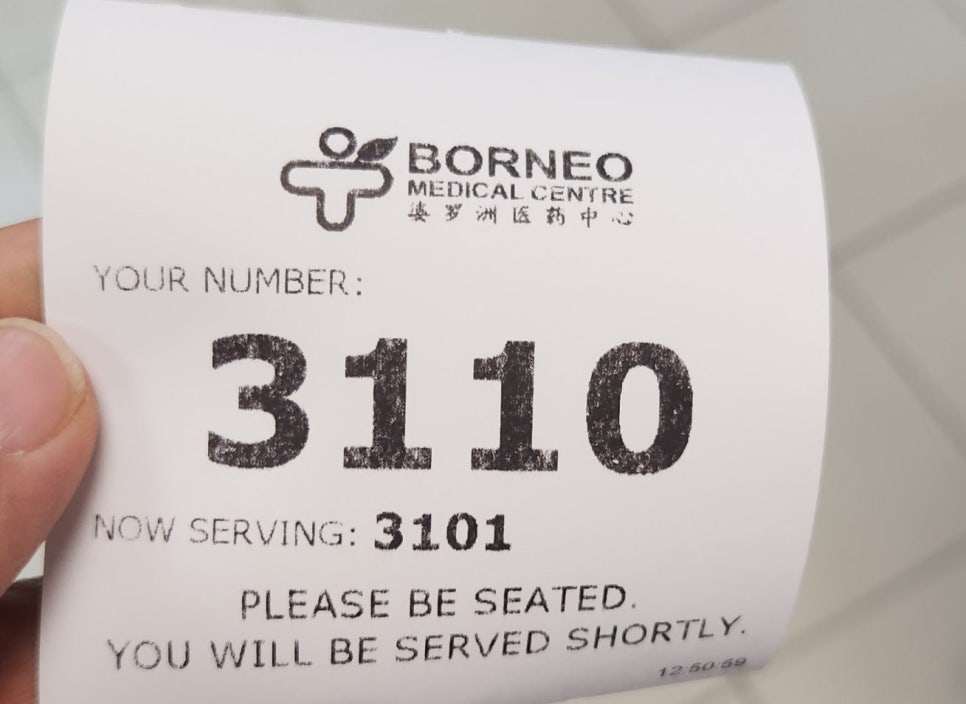 BORNEO
MEDICAL CENTRE
婆罗洲医药中心
YOUR NUMBER:
3110
NOW SERVING: 3101
PLEASE BE SEATED.
YOU WILL BE SERVED SHORTLY.
12:50:59